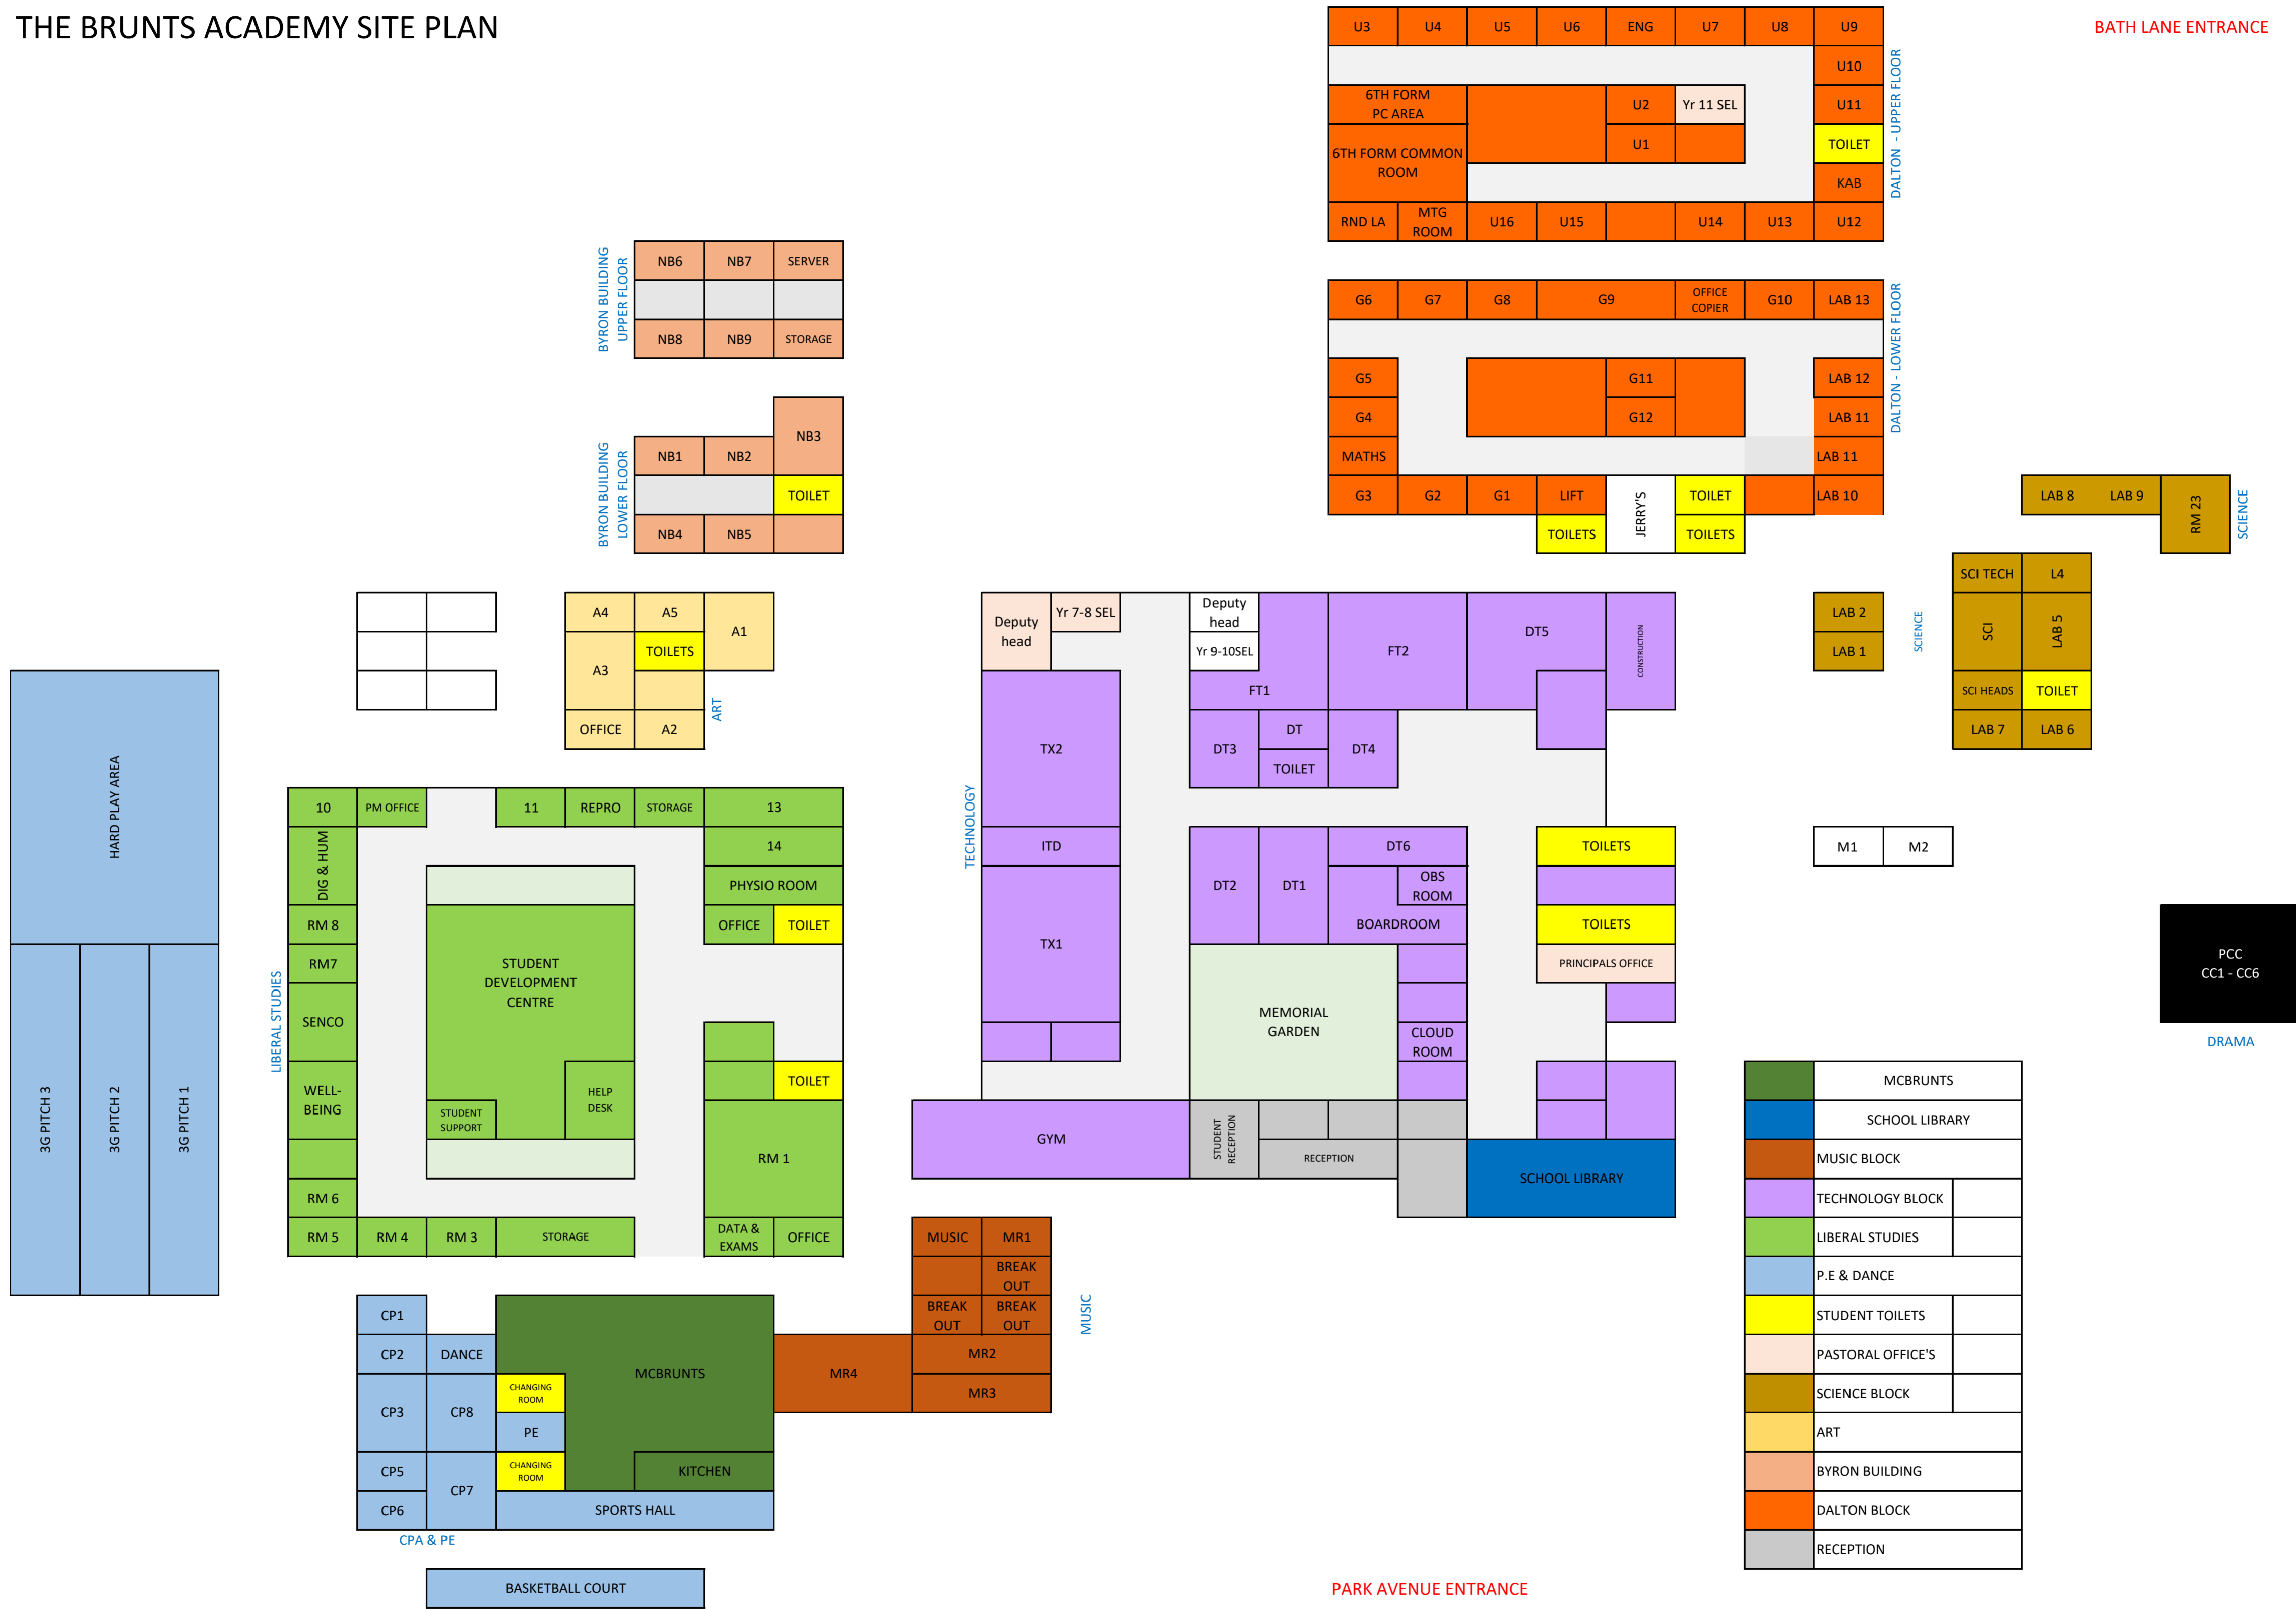 THE BRUNTS ACADEMY SITE PLAN
BATH LANE ENTRANCE
U3 U4 U5 U6 ENG U7 U8 U9
U10
6TH FORM
PC AREA
U2 Yr 11 SEL U11
6TH FORM COMMON
ROOM
U1 TOILET
KAB
RND LA MTG
ROOM
U16 U15 U14 U13 U12
DALTON - UPPER FLOOR
BYRON BUILDING
UPPER FLOOR
NB6 NB7 SERVER
NB8 NB9 STORAGE
G6 G7 G8 G9 OFFICE
COPIER
G10 LAB 13
G5 G11 LAB 12
G4 G12 LAB 11
MATHS LAB 11
G3 G2 G1 LIFT JERRY'S TOILET LAB 10
TOILETS TOILETS
DALTON - LOWER FLOOR
BYRON BUILDING
LOWER FLOOR
NB3
NB1 NB2
TOILET
NB4 NB5
LAB 8 LAB 9 RM 23
SCIENCE
SCI TECH L4
SCI LAB 5
SCI HEADS TOILET
LAB 7 LAB 6
LAB 2
LAB 1
SCIENCE
A4 A5 A1
A3 TOILETS
OFFICE A2
ART
Deputy
head
Yr 7-8 SEL
Deputy
head
Yr 9-10SEL
FT1 FT2 DT5 CONSTRUCTION
TX2 DT3 DT DT4
TOILET
TECHNOLOGY
ITD DT6 TOILETS
DT2 DT1 OBS
ROOM
TX1 BOARDROOM TOILETS
PRINCIPALS OFFICE
MEMORIAL
GARDEN
CLOUD
ROOM
GYM STUDENT
RECEPTION
RECEPTION
SCHOOL LIBRARY
M1 M2
PCC
CC1 - CC6
DRAMA
HARD PLAY AREA
3G PITCH 3 3G PITCH 2 3G PITCH 1
10 PM OFFICE 11 REPRO STORAGE 13
DIG & HUM 14
PHYSIO ROOM
RM 8 OFFICE TOILET
RM7
STUDENT
DEVELOPMENT
CENTRE
SENCO
LIBERAL STUDIES
WELL-
BEING
STUDENT
SUPPORT
HELP
DESK
TOILET
RM 1
RM 6
RM 5 RM 4 RM 3 STORAGE DATA &
EXAMS
OFFICE
MUSIC MR1
BREAK
OUT
BREAK
OUT
BREAK
OUT
MR2
MR4 MR3
MUSIC
CP1
CP2 DANCE
MCBRUNTS
CHANGING
ROOM
CP3 CP8
PE
CP5 CHANGING
ROOM
KITCHEN
CP7
CP6 SPORTS HALL
CPA & PE
BASKETBALL COURT
PARK AVENUE ENTRANCE
MCBRUNTS
SCHOOL LIBRARY
MUSIC BLOCK
TECHNOLOGY BLOCK
LIBERAL STUDIES
P.E & DANCE
STUDENT TOILETS
PASTORAL OFFICE'S
SCIENCE BLOCK
ART
BYRON BUILDING
DALTON BLOCK
RECEPTION